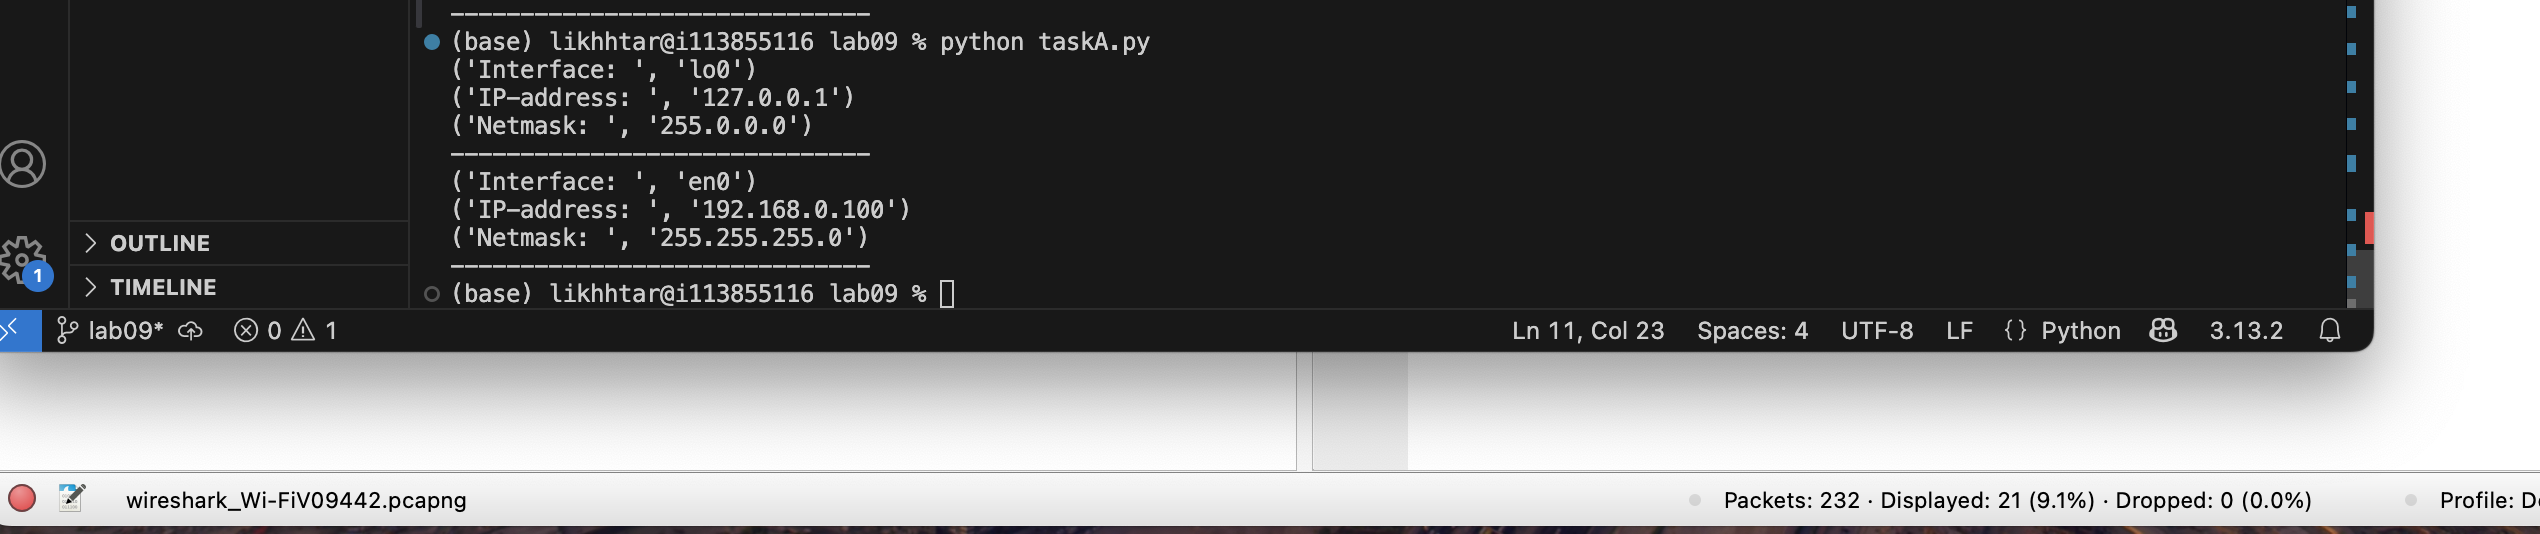 ------------------------------
(base) likhhtar@i113855116 lab09 % python taskA.py
('Interface: ', 'lo0')
('IP-address: ', '127.0.0.1')
('Netmask: ', '255.0.0.0')
------------------------------
('Interface: ', 'en0')
('IP-address: ', '192.168.0.100')
('Netmask: ', '255.255.255.0')
------------------------------
(base) likhhtar@i113855116 lab09 %
OUTLINE
1
TIMELINE
lab09* 0 1 Ln 11, Col 23 Spaces: 4 UTF-8 LF {} Python 3.13.2
wireshark_Wi-FiV09442.pcapng Packets: 232 · Displayed: 21 (9.1%) · Dropped: 0 (0.0%) Profile: